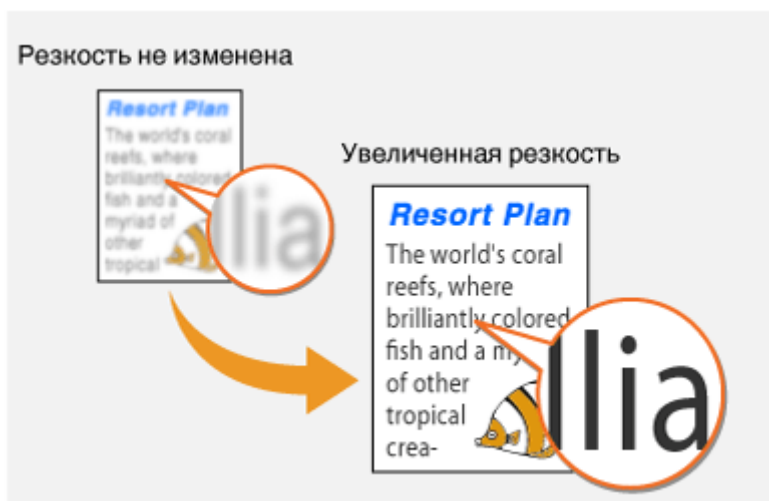 Резкость не изменена
Resort Plan
The world's coral
reefs, where
brilliantly colored
fish and a
myriad of
other
tropical
llia
Увеличенная резкость
Resort Plan
The world's coral
reefs, where
brilliantly colored
fish and a my
of other
tropical
crea-
llia